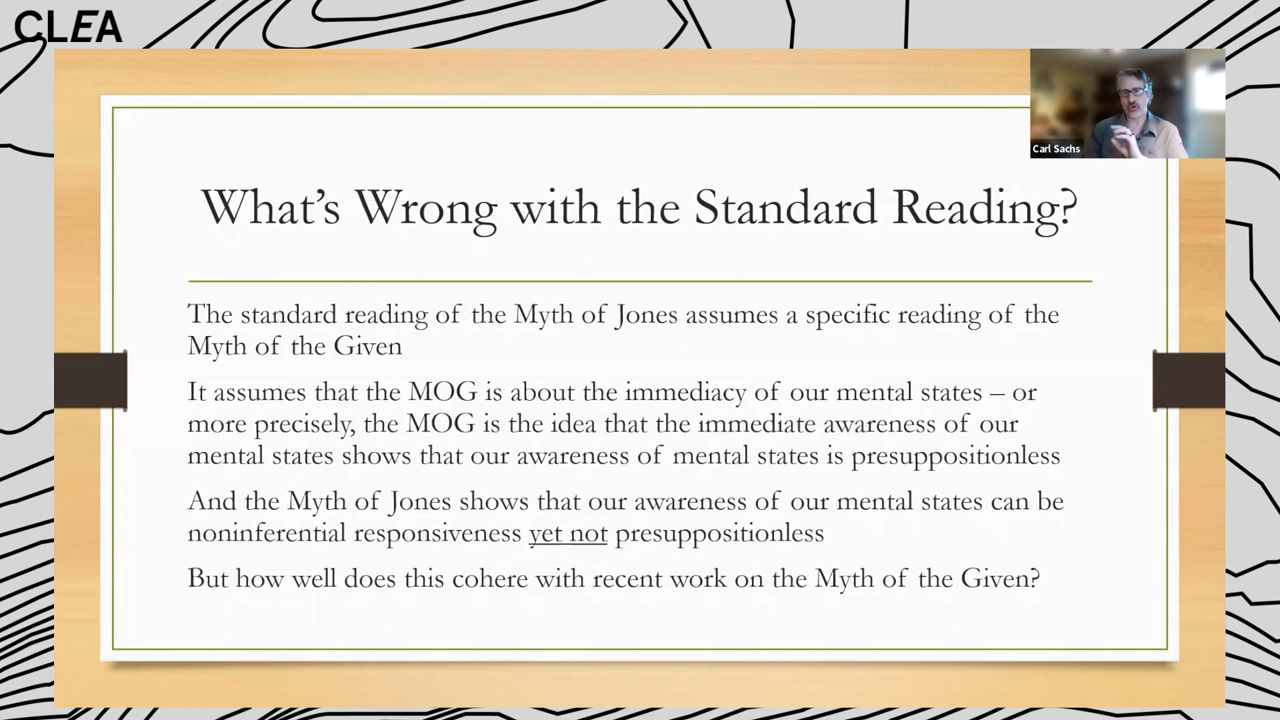 CLEA
Carl Sachs
What's Wrong with the Standard Reading?
The standard reading of the Myth of Jones assumes a specific reading of the
Myth of the Given
It assumes that the MOG is about the immediacy of our mental states – or
more precisely, the MOG is the idea that the immediate awareness of our
mental states shows that our awareness of mental states is presuppositionless
And the Myth of Jones shows that our awareness of our mental states can be
noninferential responsiveness yet not presuppositionless
But how well does this cohere with recent work on the Myth of the Given?